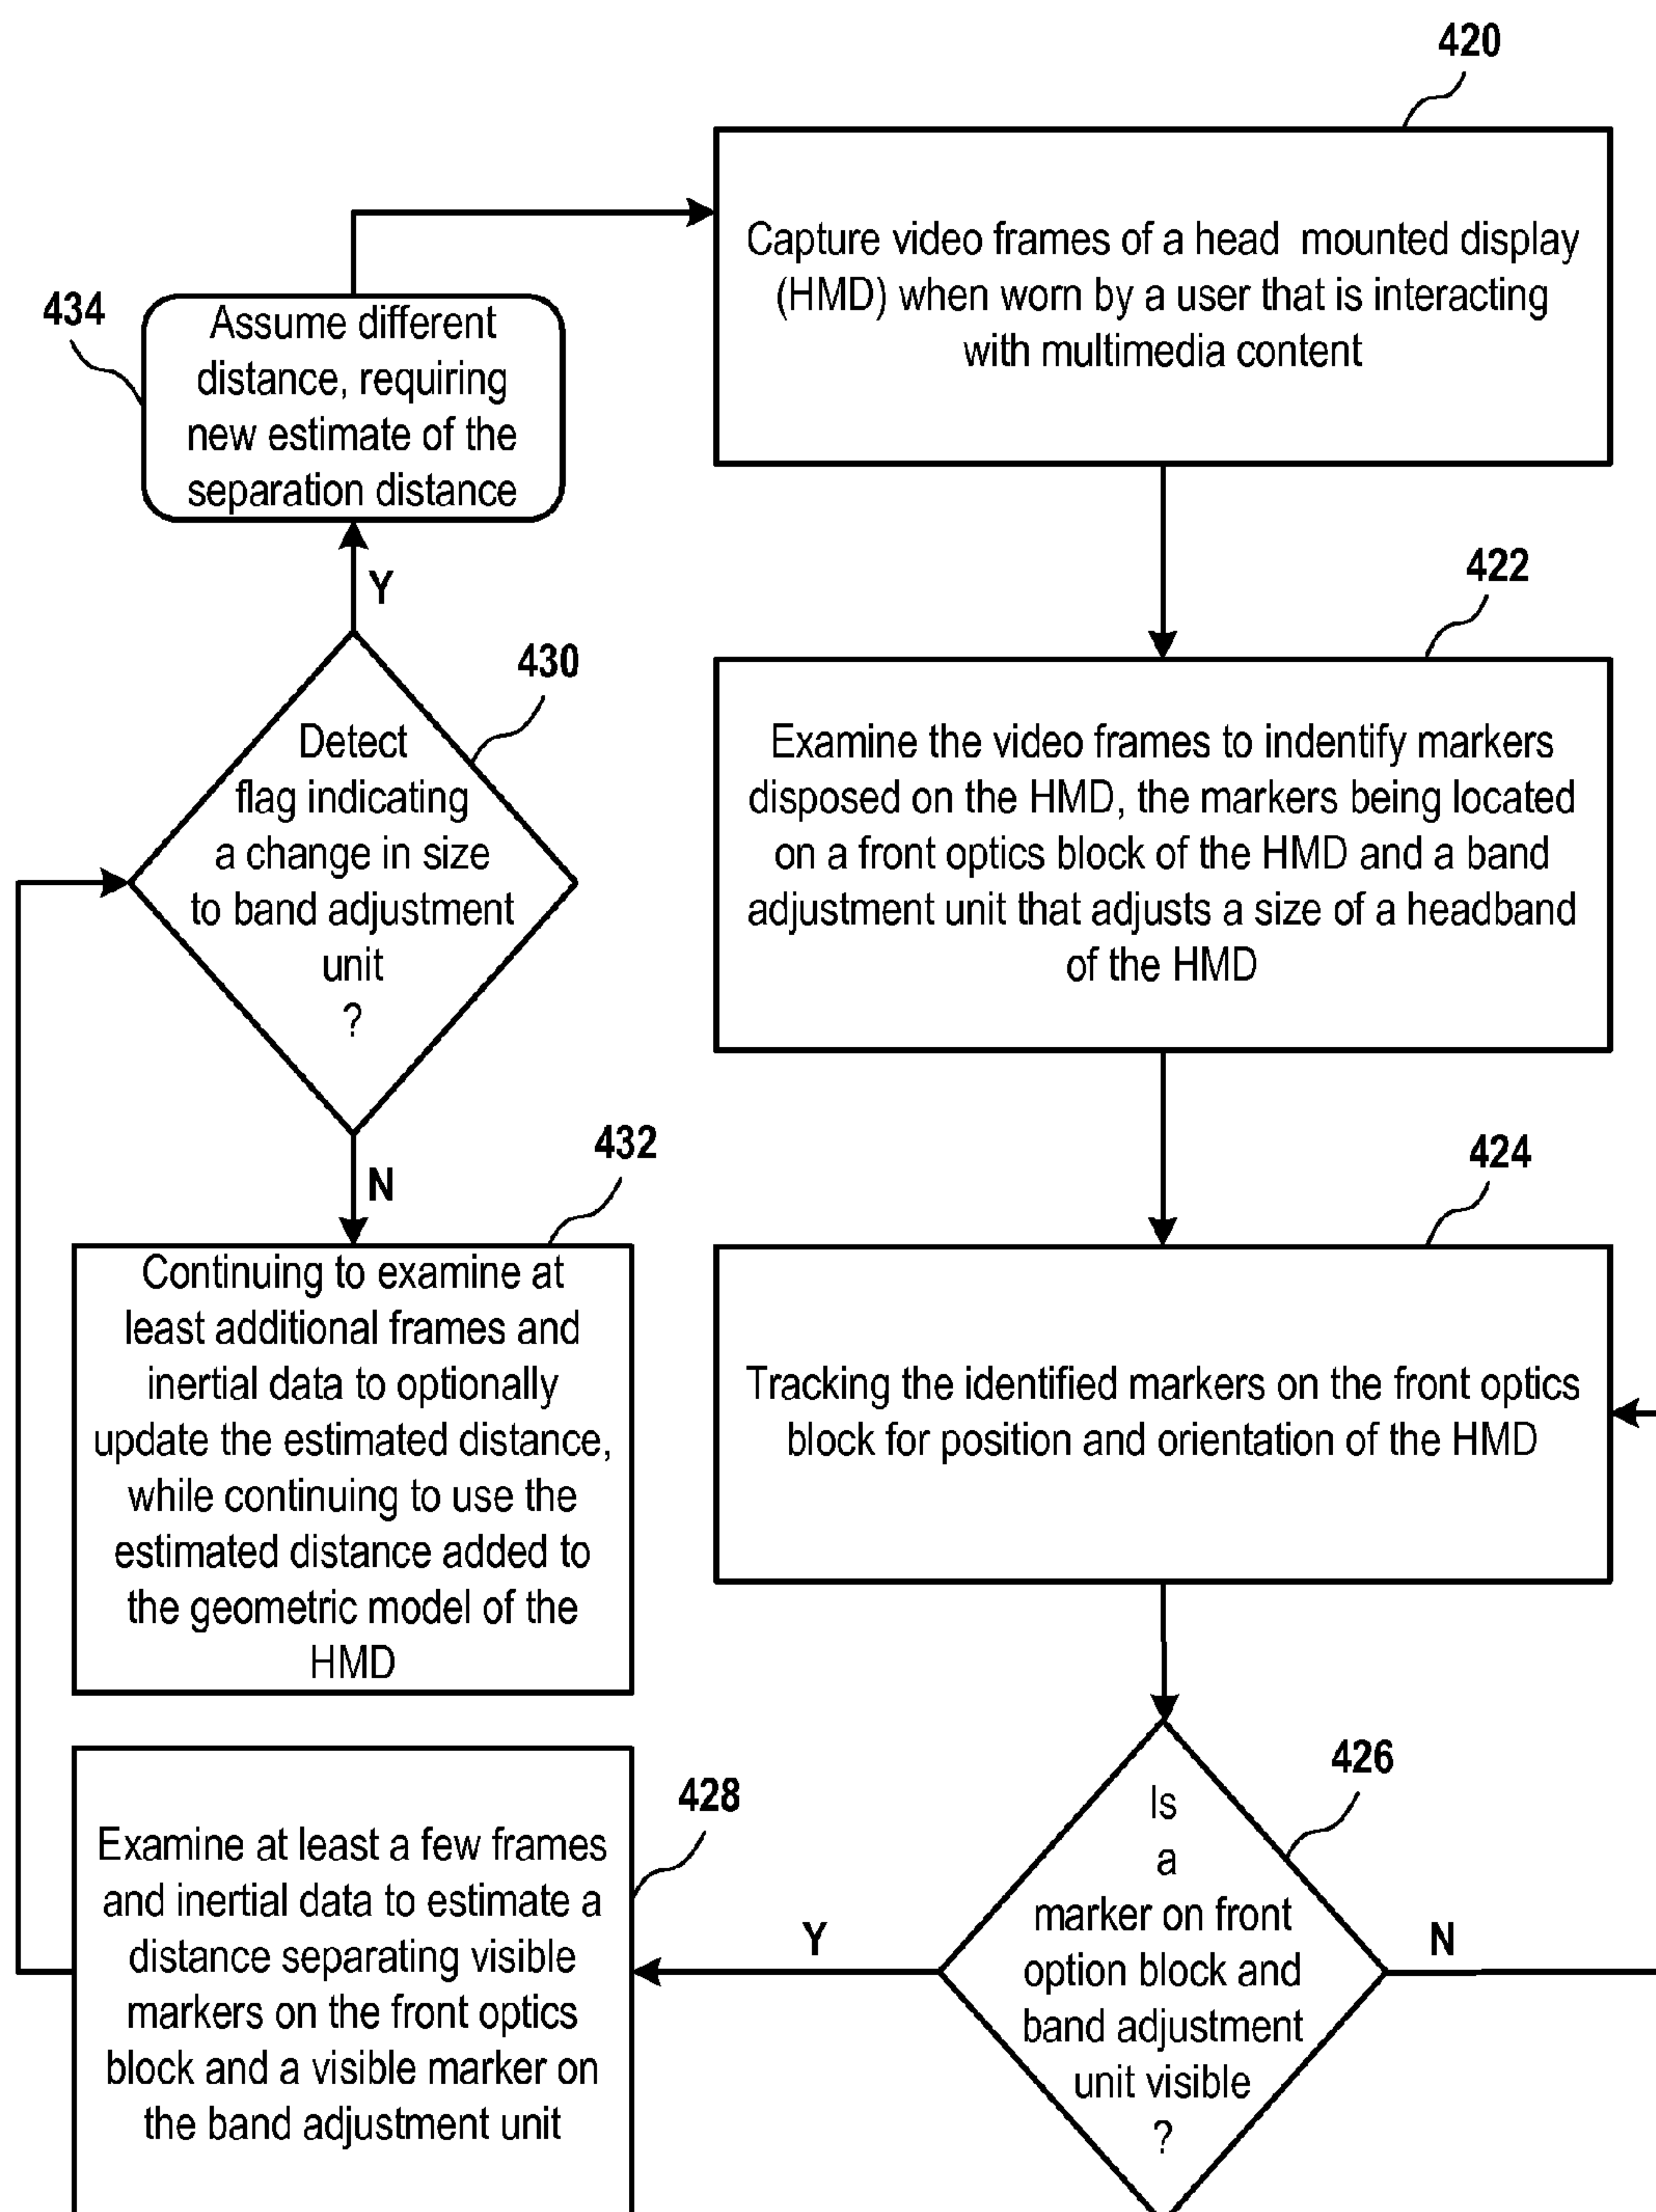 420
Capture video frames of a head mounted display
(HMD) when worn by a user that is interacting
with multimedia content
434
Assume different
distance, requiring
new estimate of the
separation distance
422
Y
430
Examine the video frames to indentify markers
disposed on the HMD, the markers being located
on a front optics block of the HMD and a band
adjustment unit that adjusts a size of a headband
of the HMD
Detect
flag indicating
a change in size
to band adjustment
unit
?
432
424
N
Continuing to examine at
least additional frames and
inertial data to optionally
update the estimated distance,
while continuing to use the
estimated distance added to
the geometric model of the
HMD
Tracking the identified markers on the front optics
block for position and orientation of the HMD
426
428
Is
a
marker on front
option block and
band adjustment
unit visible
?
Y
N
Examine at least a few frames
and inertial data to estimate a
distance separating visible
markers on the front optics
block and a visible marker on
the band adjustment unit